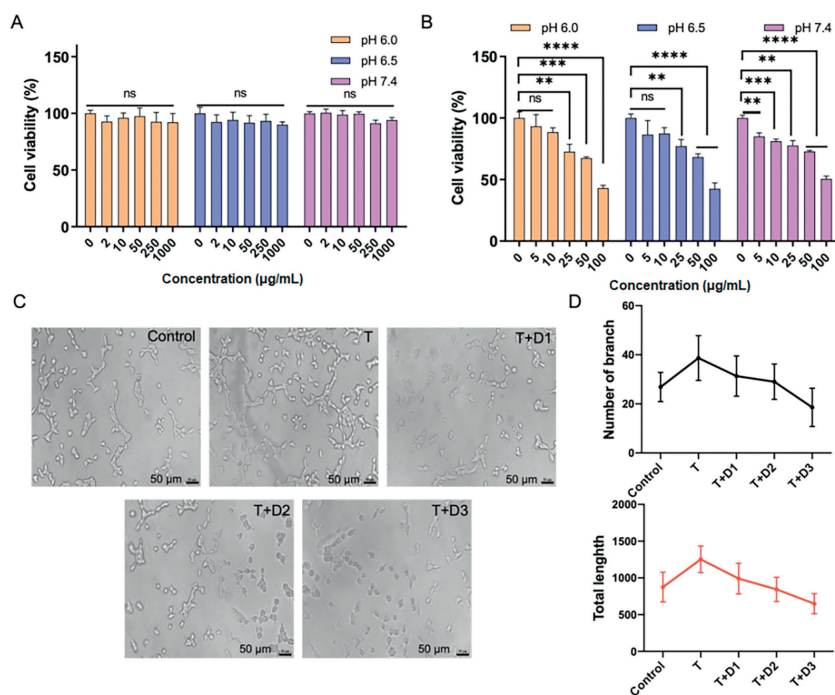 A
pH 6.0
pH 6.5
pH 7.4
Cell viability (%)
150
100
50
0
ns
ns
ns
0 2 10 50 250 1000
0 2 10 50 250 1000
0 2 10 50 250 1000
Concentration (μg/mL)
B
pH 6.0
pH 6.5
pH 7.4
Cell viability (%)
150
100
50
0
****
***
**
ns
****
**
ns
****
**
***
**
0 5 10 25 50 100
0 5 10 25 50 100
0 5 10 25 50 100
Concentration (μg/mL)
C
Control
50 μm
T
50 μm
T+D1
50 μm
T+D2
50 μm
T+D3
50 μm
D
Number of branch
60
40
20
0
Control T T+D1 T+D2 T+D3
Total lenghth
2000
1500
1000
500
0
Control T T+D1 T+D2 T+D3